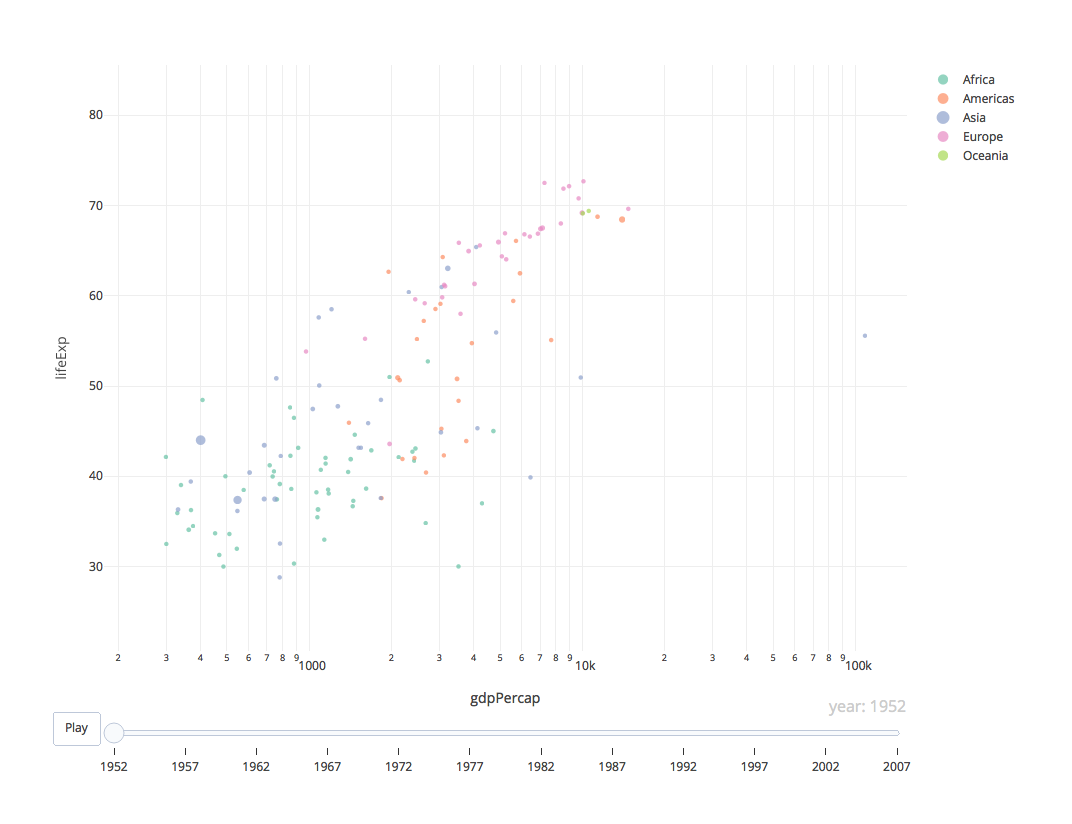 Africa
Americas
Asia
Europe
Oceania
80
70
60
50
40
30
lifeExp
2 3 4 5 6 7 8 9 1000 2 3 4 5 6 7 8 9 10k 2 3 4 5 6 7 8 9 100k
gdpPercap
year: 1952
Play
1952 1957 1962 1967 1972 1977 1982 1987 1992 1997 2002 2007